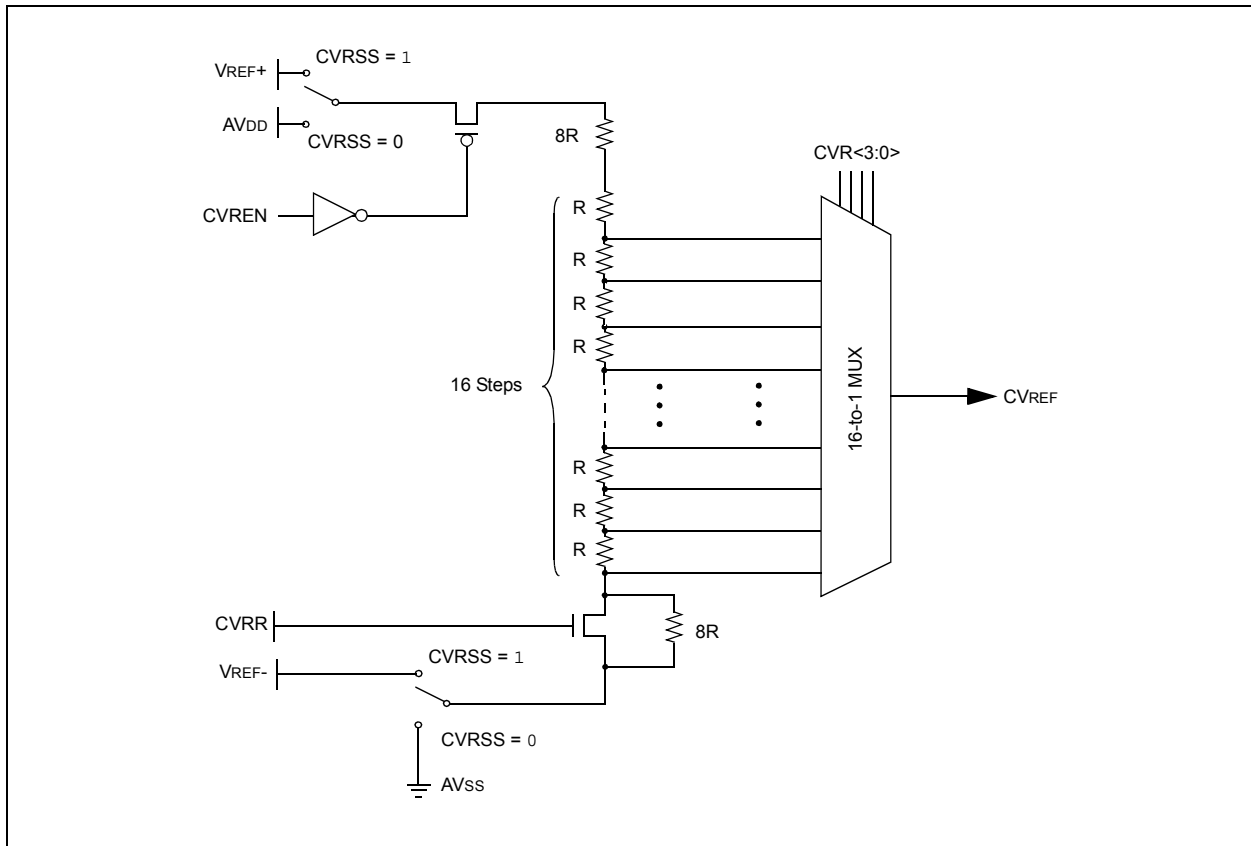 CVRSS = 1
VREF+
AVDD
CVRSS = 0
8R
CVR<3:0>
CVREN
R
R
R
R
16 Steps
16-to-1 MUX
CVREF
R
R
R
CVRR
8R
CVRSS = 1
VREF-
CVRSS = 0
AVSS